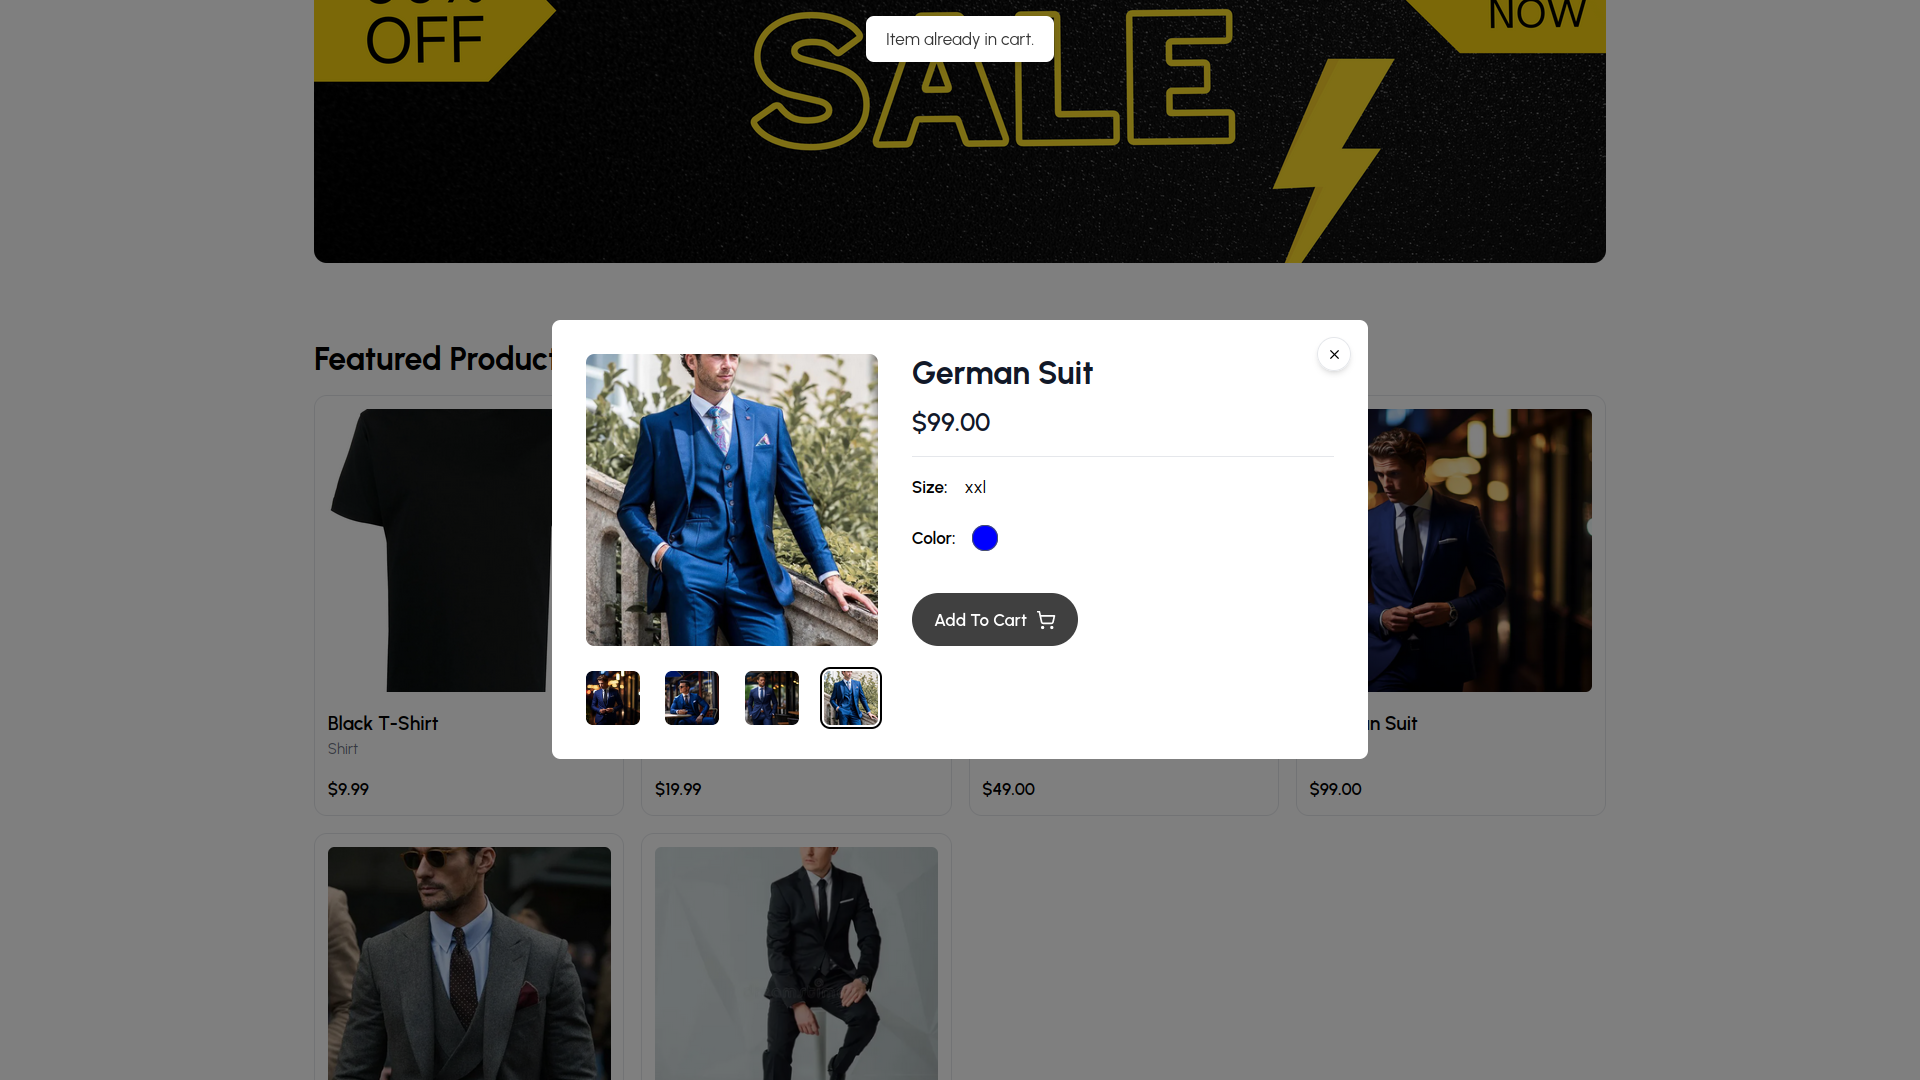 OFF
SALE
NOW
Item already in cart.
Featured Product
German Suit
$99.00
Size: xxl
Color:
Add To Cart
Black T-Shirt
Shirt
$9.99
$19.99
$49.00
n Suit
$99.00